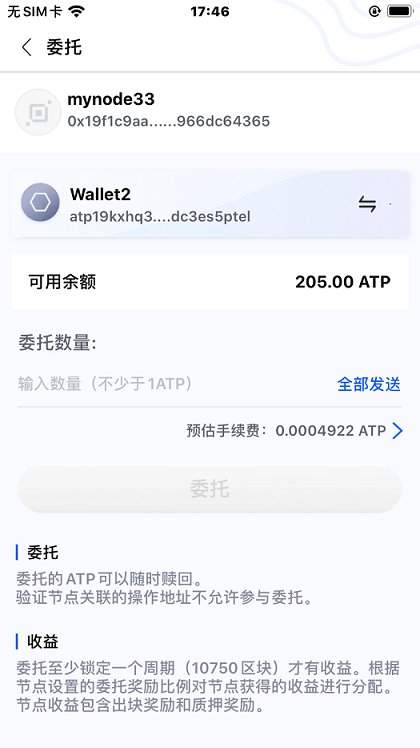 无SIM卡 17:46
委托
mynode33
0x19f1c9aa......966dc64365
Wallet2
atp19kxhq3....dc3es5ptel
可用余额 205.00 ATP
委托数量:
输入数量（不少于1ATP） 全部发送
预估手续费：0.0004922 ATP
委托
委托
委托的ATP可以随时赎回。
验证节点关联的操作地址不允许参与委托。
收益
委托至少锁定一个周期（10750区块）才有收益。根据
节点设置的委托奖励比例对节点获得的收益进行分配。
节点收益包含出块奖励和质押奖励。